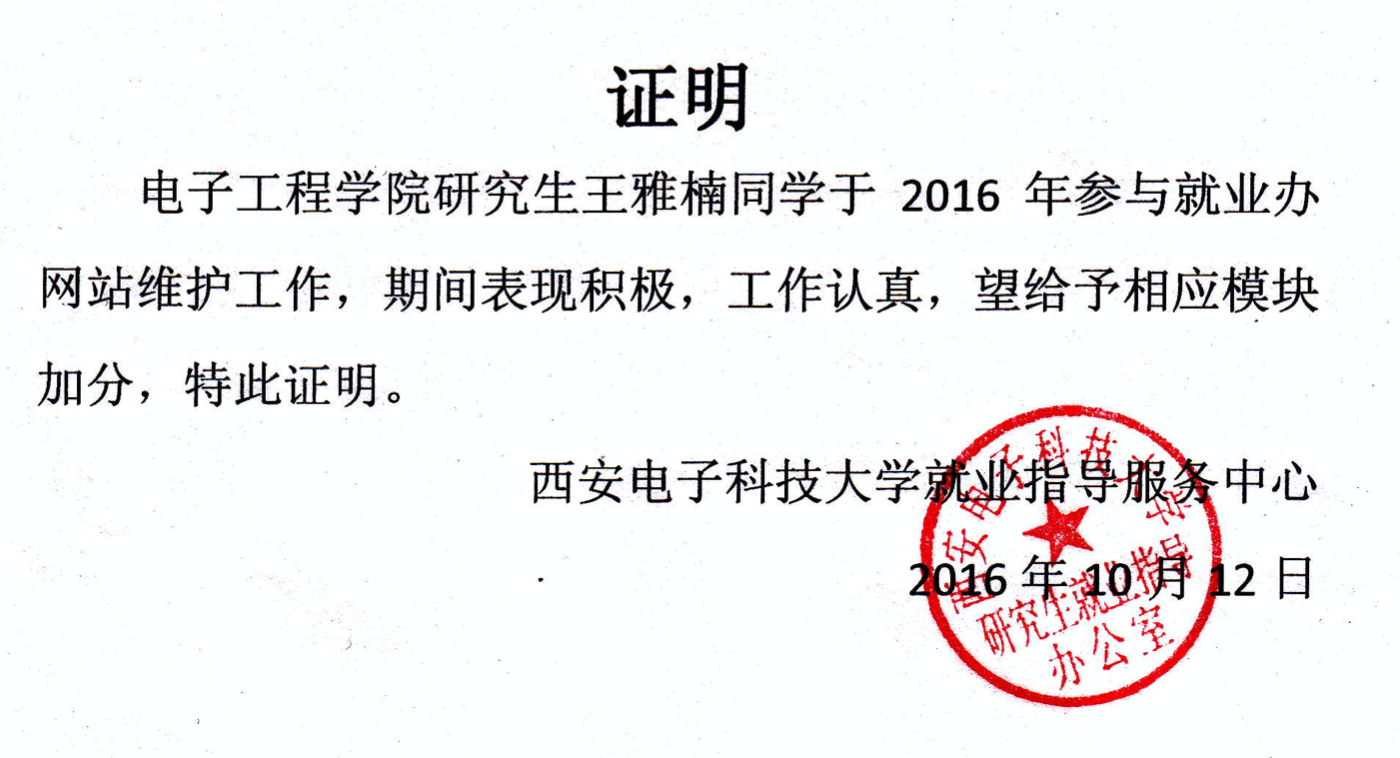 证明
电子工程学院研究生王雅楠同学于 2016 年参与就业办
网站维护工作，期间表现积极，工作认真，望给予相应模块
加分，特此证明。
西安电子科技大学就业指导服务中心
2016 年 10 月 12 日
西安电子科技大学
研究生就业指导
办公室